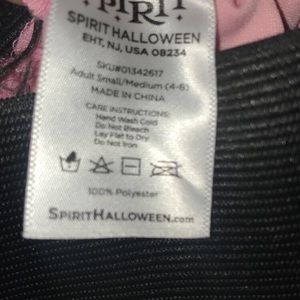 SPIRIT
SPIRIT HALLOWEEN
EHT, NJ, USA 08234
SKU#01342617
Adult Small/Medium (4-6)
MADE IN CHINA
CARE INSTRUCTIONS:
Hand Wash Cold
Do Not Bleach
Lay Flat to Dry
Do Not Iron
100% Polyester
SPIRITHALLOWEEN.com